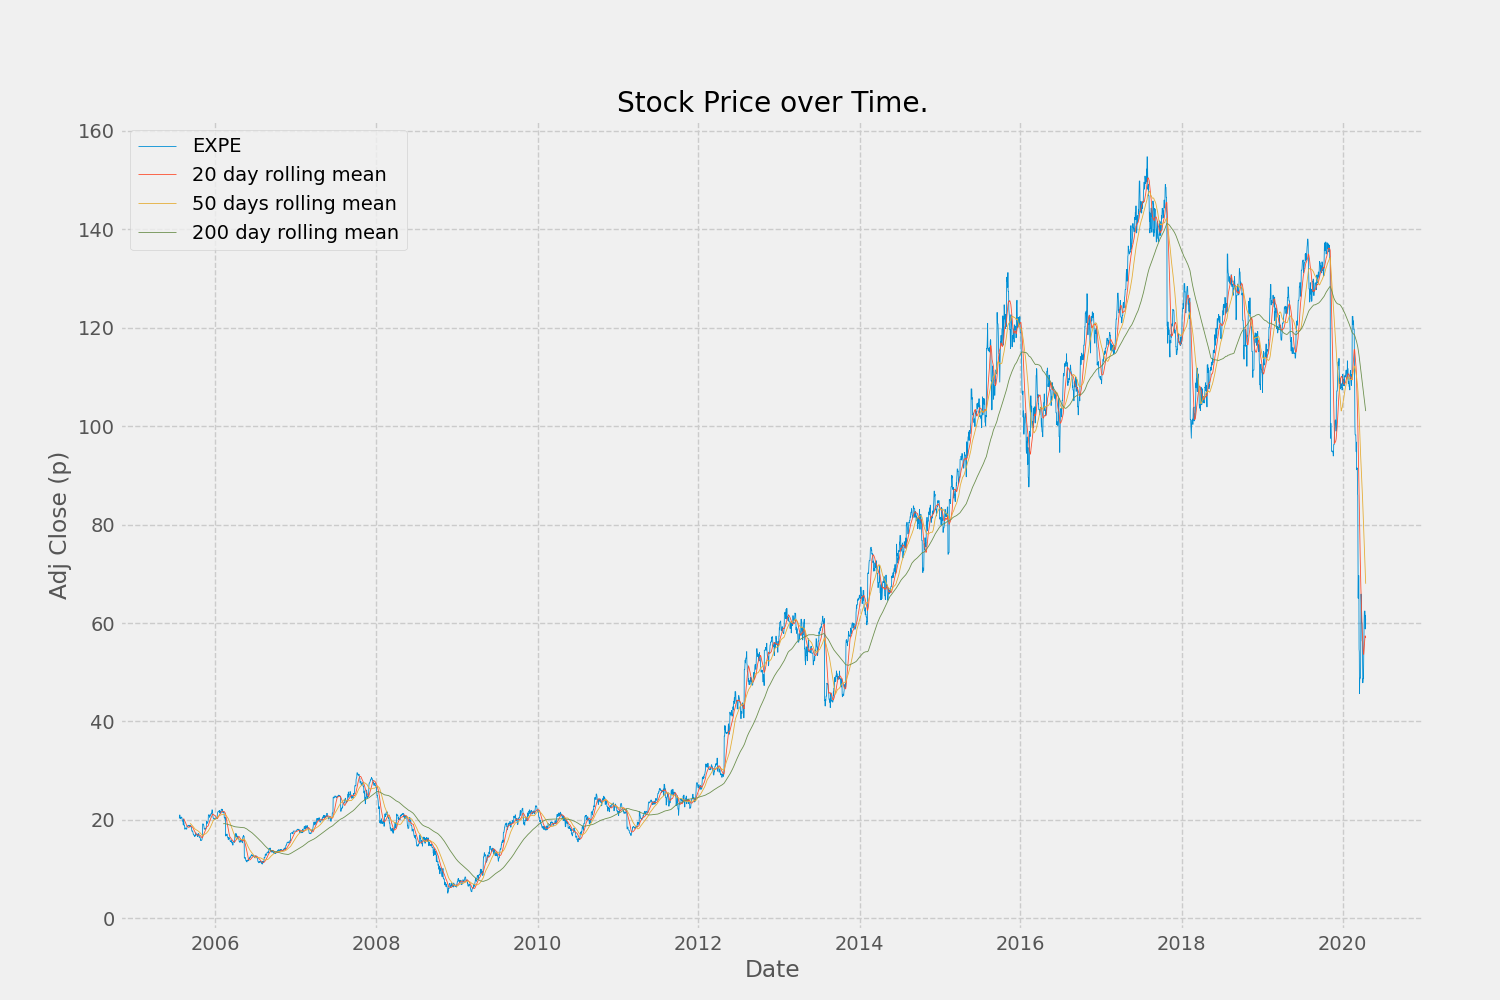 Stock Price over Time.
EXPE
20 day rolling mean
50 days rolling mean
200 day rolling mean
160
140
120
100
80
60
40
20
0
Adj Close (p)
2006 2008 2010 2012 2014 2016 2018 2020
Date